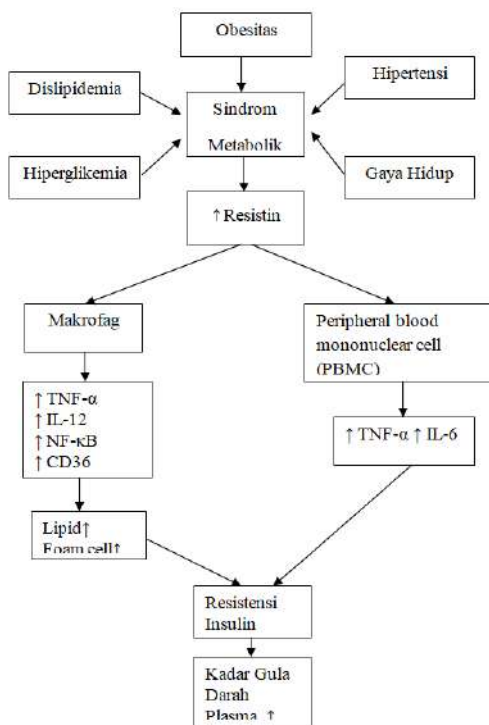 Obesitas
Dislipidemia
Hipertensi
Sindrom
Metabolik
Hiperglikemia
Gaya Hidup
↑ Resistin
Makrofag
Peripheral blood
mononuclear cell
(PBMC)
↑ TNF-α
↑ IL-12
↑ NF-κB
↑ CD36
↑ TNF-α ↑ IL-6
Lipid↑
Foam cell↑
Resistensi
Insulin
Kadar Gula
Darah
Plasma ↑